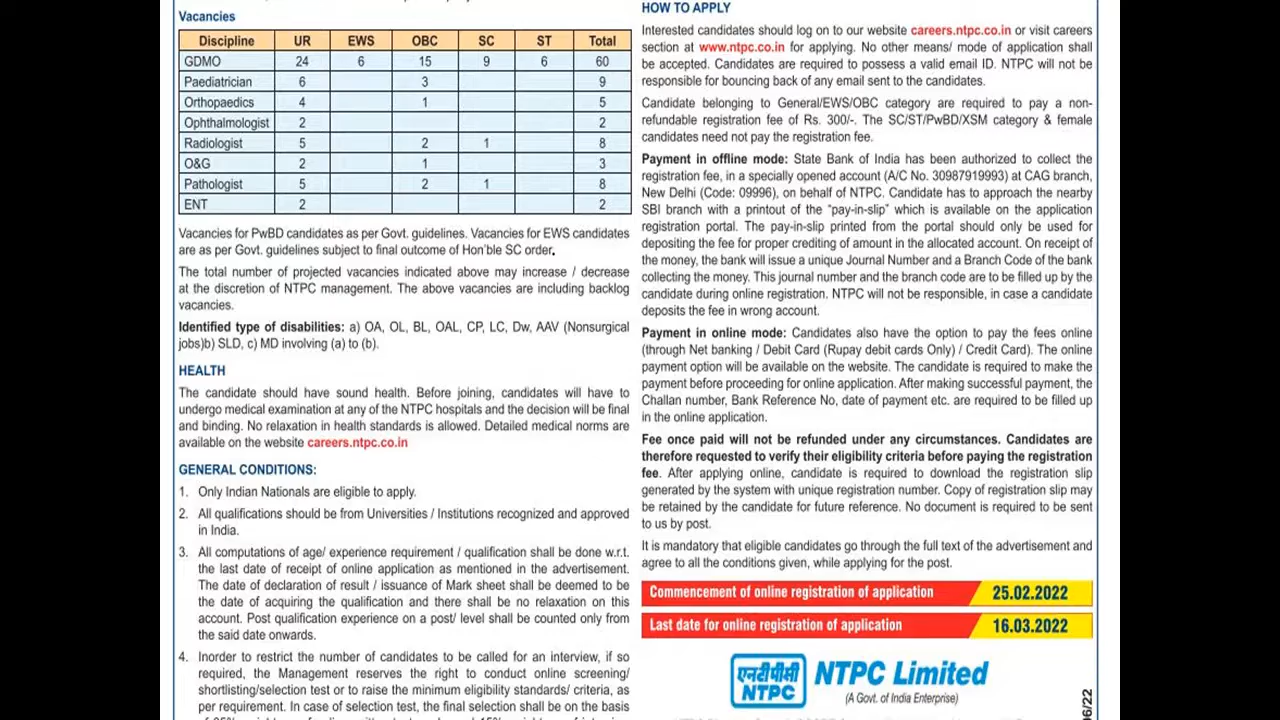 Vacancies
Discipline UR EWS OBC SC ST Total
GDMO 24 6 15 9 6 60
Paediatrician 6 3 9
Orthopaedics 4 1 5
Ophthalmologist 2 2
Radiologist 5 2 1 8
O&G 2 1 3
Pathologist 5 2 1 8
ENT 2 2
Vacancies for PwBD candidates as per Govt. guidelines. Vacancies for EWS candidates
are as per Govt. guidelines subject to final outcome of Hon'ble SC order.
The total number of projected vacancies indicated above may increase / decrease
at the discretion of NTPC management. The above vacancies are including backlog
vacancies.
Identified type of disabilities: a) OA, OL, BL, OAL, CP, LC, Dw, AAV (Nonsurgical
jobs)b) SLD, c) MD involving (a) to (b).
HEALTH
The candidate should have sound health. Before joining, candidates will have to
undergo medical examination at any of the NTPC hospitals and the decision will be final
and binding. No relaxation in health standards is allowed. Detailed medical norms are
available on the website careers.ntpc.co.in
GENERAL CONDITIONS:
1. Only Indian Nationals are eligible to apply.
2. All qualifications should be from Universities / Institutions recognized and approved
in India.
3. All computations of age/ experience requirement / qualification shall be done w.r.t.
the last date of receipt of online application as mentioned in the advertisement.
The date of declaration of result / issuance of Mark sheet shall be deemed to be
the date of acquiring the qualification and there shall be no relaxation on this
account. Post qualification experience on a post/ level shall be counted only from
the said date onwards.
4. Inorder to restrict the number of candidates to be called for an interview, if so
required, the Management reserves the right to conduct online screening/
shortlisting/selection test or to raise the minimum eligibility standards/ criteria, as
per requirement. In case of selection test, the final selection shall be on the basis
HOW TO APPLY
Interested candidates should log on to our website careers.ntpc.co.in or visit careers
section at www.ntpc.co.in for applying. No other means/ mode of application shall
be accepted. Candidates are required to possess a valid email ID. NTPC will not be
responsible for bouncing back of any email sent to the candidates.
Candidate belonging to General/EWS/OBC category are required to pay a non-
refundable registration fee of Rs. 300/-. The SC/ST/PwBD/XSM category & female
candidates need not pay the registration fee.
Payment in offline mode: State Bank of India has been authorized to collect the
registration fee, in a specially opened account (A/C No. 30987919993) at CAG branch,
New Delhi (Code: 09996), on behalf of NTPC. Candidate has to approach the nearby
SBI branch with a printout of the "pay-in-slip" which is available on the application
registration portal. The pay-in-slip printed from the portal should only be used for
depositing the fee for proper crediting of amount in the allocated account. On receipt of
the money, the bank will issue a unique Journal Number and a Branch Code of the bank
collecting the money. This journal number and the branch code are to be filled up by the
candidate during online registration. NTPC will not be responsible, in case a candidate
deposits the fee in wrong account.
Payment in online mode: Candidates also have the option to pay the fees online
(through Net banking / Debit Card (Rupay debit cards Only) / Credit Card). The online
payment option will be available on the website. The candidate is required to make the
payment before proceeding for online application. After making successful payment, the
Challan number, Bank Reference No, date of payment etc. are required to be filled up
in the online application.
Fee once paid will not be refunded under any circumstances. Candidates are
therefore requested to verify their eligibility criteria before paying the registration
fee. After applying online, candidate is required to download the registration slip
generated by the system with unique registration number. Copy of registration slip may
be retained by the candidate for future reference. No document is required to be sent
to us by post.
It is mandatory that eligible candidates go through the full text of the advertisement and
agree to all the conditions given, while applying for the post.
Commencement of online registration of application 25.02.2022
Last date for online registration of application 16.03.2022
एनटीपीसी
NTPC
NTPC Limited
(A Govt. of India Enterprise)